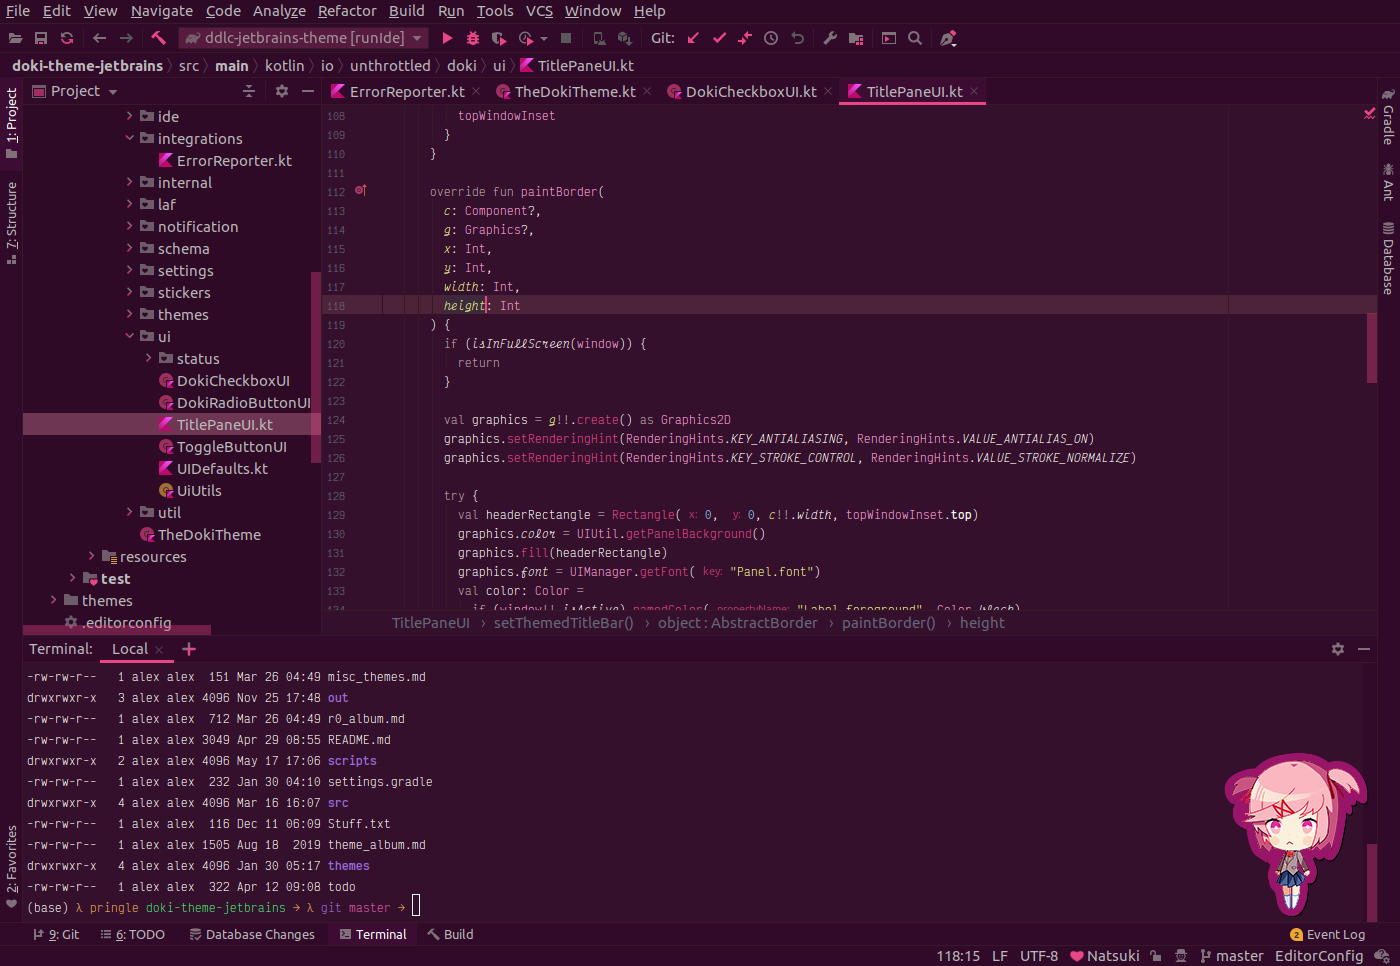 File Edit View Navigate Code Analyze Refactor Build Run Tools VCS Window Help
ddlc-jetbrains-theme [runIde] Git:
doki-theme-jetbrains src main kotlin io unthrottled doki ui TitlePaneUI.kt
Project
ErrorReporter.kt TheDokiTheme.kt DokiCheckboxUI.kt TitlePaneUI.kt
1: Project
7: Structure
2: Favorites
Gradle
Ant
Database
ide
integrations
ErrorReporter.kt
internal
laf
notification
schema
settings
stickers
themes
ui
status
DokiCheckboxUI
DokiRadioButtonUI
TitlePaneUI.kt
ToggleButtonUI
UIDefaults.kt
UiUtils
util
TheDokiTheme
resources
test
themes
.editorconfig
108 topWindowInset
109 }
110 }
111
112 override fun paintBorder(
113 c: Component?,
114 g: Graphics?,
115 x: Int,
116 y: Int,
117 width: Int,
118 height: Int
119 ) {
120 if (isInFullScreen(window)) {
121 return
122 }
123
124 val graphics = g!!.create() as Graphics2D
125 graphics.setRenderingHint(RenderingHints.KEY_ANTIALIASING, RenderingHints.VALUE_ANTIALIAS_ON)
126 graphics.setRenderingHint(RenderingHints.KEY_STROKE_CONTROL, RenderingHints.VALUE_STROKE_NORMALIZE)
127
128 try {
129 val headerRectangle = Rectangle( x: 0, y: 0, c!!.width, topWindowInset.top)
130 graphics.color = UIUtil.getPanelBackground()
131 graphics.fill(headerRectangle)
132 graphics.font = UIManager.getFont( key: "Panel.font")
133 val color: Color =
134 if (window!!.isActive) namedColor( propertyName: "Label.foreground", Color.black)
TitlePaneUI › setThemedTitleBar() › object : AbstractBorder › paintBorder() › height
Terminal: Local
-rw-rw-r-- 1 alex alex 151 Mar 26 04:49 misc_themes.md
drwxrwxr-x 3 alex alex 4096 Nov 25 17:48 out
-rw-rw-r-- 1 alex alex 712 Mar 26 04:49 r0_album.md
-rw-rw-r-- 1 alex alex 3049 Apr 29 08:55 README.md
drwxrwxr-x 2 alex alex 4096 May 17 17:06 scripts
-rw-rw-r-- 1 alex alex 232 Jan 30 04:10 settings.gradle
drwxrwxr-x 4 alex alex 4096 Mar 16 16:07 src
-rw-rw-r-- 1 alex alex 116 Dec 11 06:09 Stuff.txt
-rw-rw-r-- 1 alex alex 1505 Aug 18 2019 theme_album.md
drwxrwxr-x 4 alex alex 4096 Jan 30 05:17 themes
-rw-rw-r-- 1 alex alex 322 Apr 12 09:08 todo
(base) λ pringle doki-theme-jetbrains → λ git master →
9: Git 6: TODO Database Changes Terminal Build 2 Event Log
118:15 LF UTF-8 Natsuki master EditorConfig